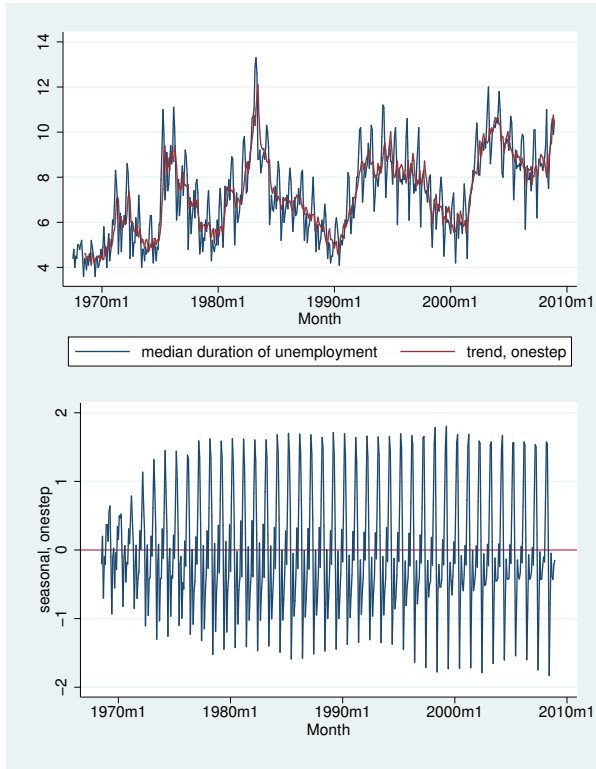 14
12
10
8
6
4
1970m1 1980m1 1990m1 2000m1 2010m1
Month
median duration of unemployment trend, onestep
seasonal, onestep
2
1
0
−1
−2
1970m1 1980m1 1990m1 2000m1 2010m1
Month